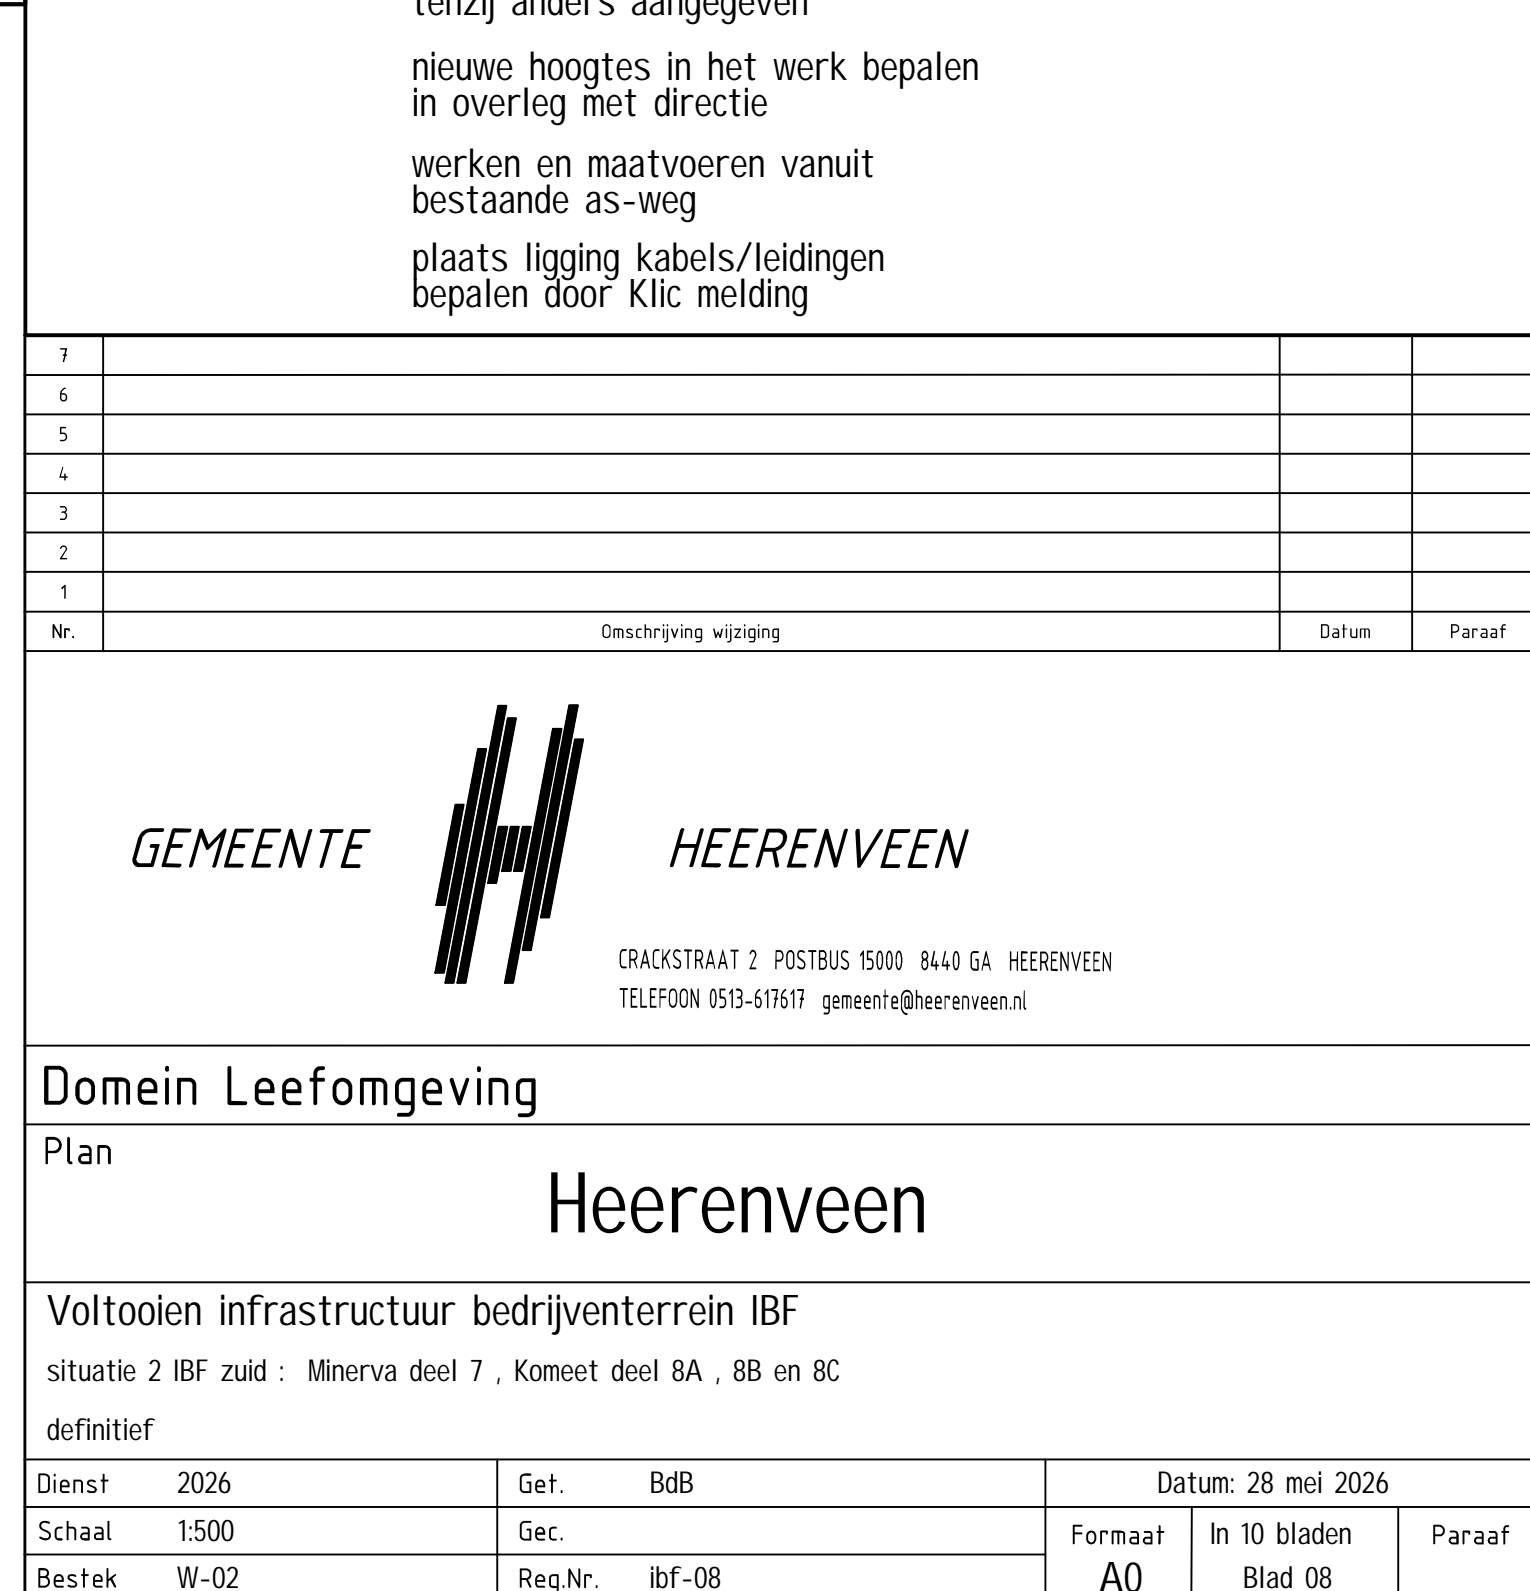 tenzij anders aangegeven
nieuwe hoogtes in het werk bepalen
in overleg met directie
werken en maatvoeren vanuit
bestaande as-weg
plaats ligging kabels/leidingen
bepalen door Klic melding
7
6
5
4
3
2
1
Nr. Omschrijving wijziging Datum Paraaf
GEMEENTE HEERENVEEN
CRACKSTRAAT 2 POSTBUS 15000 8440 GA HEERENVEEN
TELEFOON 0513-617617 gemeente@heerenveen.nl
Domein Leefomgeving
Plan
Heerenveen
Voltooien infrastructuur bedrijventerrein IBF
situatie 2 IBF zuid : Minerva deel 7 , Komeet deel 8A , 8B en 8C
definitief
Dienst 2026 Get. BdB Datum: 28 mei 2026
Schaal 1:500 Gec. Formaat In 10 bladen Paraaf
Bestek W-02 Reg.Nr. ibf-08 A0 Blad 08